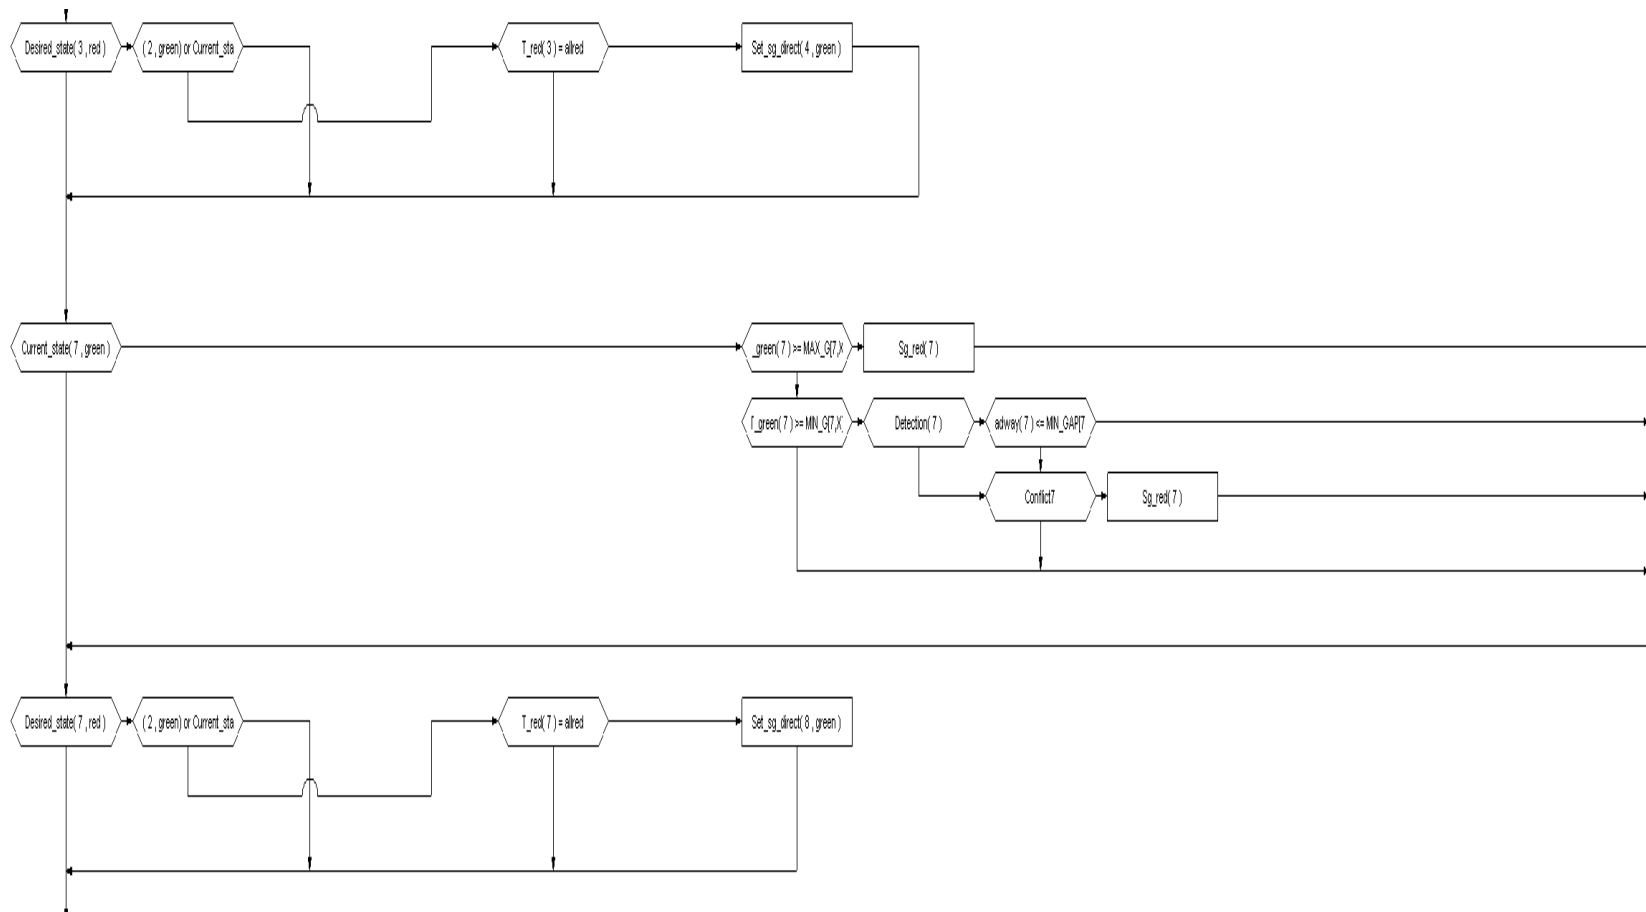 Desired_state( 3 , red )
( 2 , green) or Current_sta
T_red( 3 ) = allred
Set_sg_direct( 4 , green )
Current_state( 7 , green )
_green( 7 ) >= MAX_G[7,X
Sg_red( 7 )
_green( 7 ) >= MIN_G[7,X
Detection( 7 )
adway( 7 ) <= MIN_GAP[7
Conflict7
Sg_red( 7 )
Desired_state( 7 , red )
( 2 , green) or Current_sta
T_red( 7 ) = allred
Set_sg_direct( 8 , green )